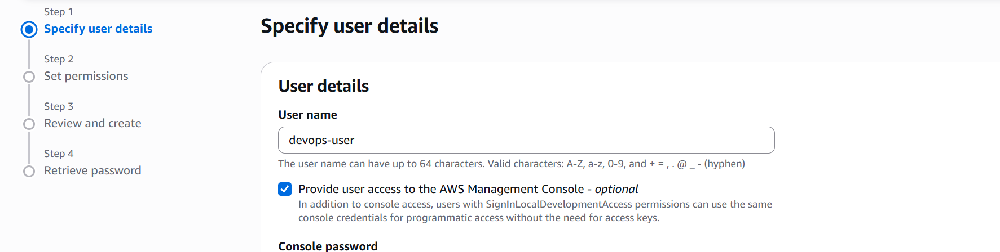 Step 1
Specify user details
Step 2
Set permissions
Step 3
Review and create
Step 4
Retrieve password
Specify user details
User details
User name
devops-user
The user name can have up to 64 characters. Valid characters: A-Z, a-z, 0-9, and + = , . @ _ - (hyphen)
Provide user access to the AWS Management Console - optional
In addition to console access, users with SignInLocalDevelopmentAccess permissions can use the same
console credentials for programmatic access without the need for access keys.
Console password